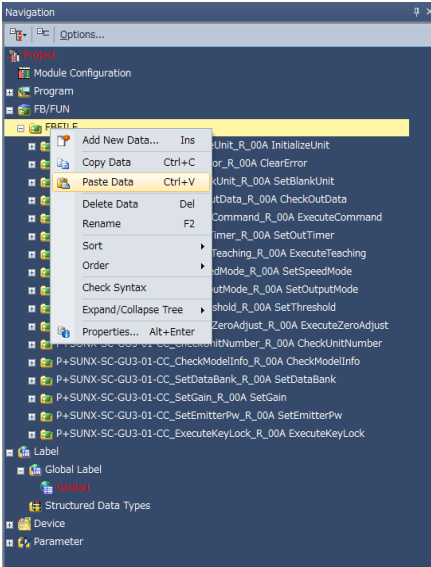 Navigation
Options...
Project
Module Configuration
Program
FB/FUN
FBFILE
Add New Data... Ins
Unit_R_00A InitializeUnit
Copy Data Ctrl+C
or_R_00A ClearError
Paste Data Ctrl+V
kUnit_R_00A SetBlankUnit
Delete Data Del
utData_R_00A CheckOutData
Rename F2
Command_R_00A ExecuteCommand
imer_R_00A SetOutTimer
Sort
Teaching_R_00A ExecuteTeaching
Order
edMode_R_00A SetSpeedMode
Check Syntax
utMode_R_00A SetOutputMode
Expand/Collapse Tree
shold_R_00A SetThreshold
Properties... Alt+Enter
ZeroAdjust_R_00A ExecuteZeroAdjust
P+SUNX-SC-GU3-01-CC_CheckUnitNumber_R_00A CheckUnitNumber
P+SUNX-SC-GU3-01-CC_CheckModelInfo_R_00A CheckModelInfo
P+SUNX-SC-GU3-01-CC_SetDataBank_R_00A SetDataBank
P+SUNX-SC-GU3-01-CC_SetGain_R_00A SetGain
P+SUNX-SC-GU3-01-CC_SetEmitterPw_R_00A SetEmitterPw
P+SUNX-SC-GU3-01-CC_ExecuteKeyLock_R_00A ExecuteKeyLock
Label
Global Label
Global1
Structured Data Types
Device
Parameter